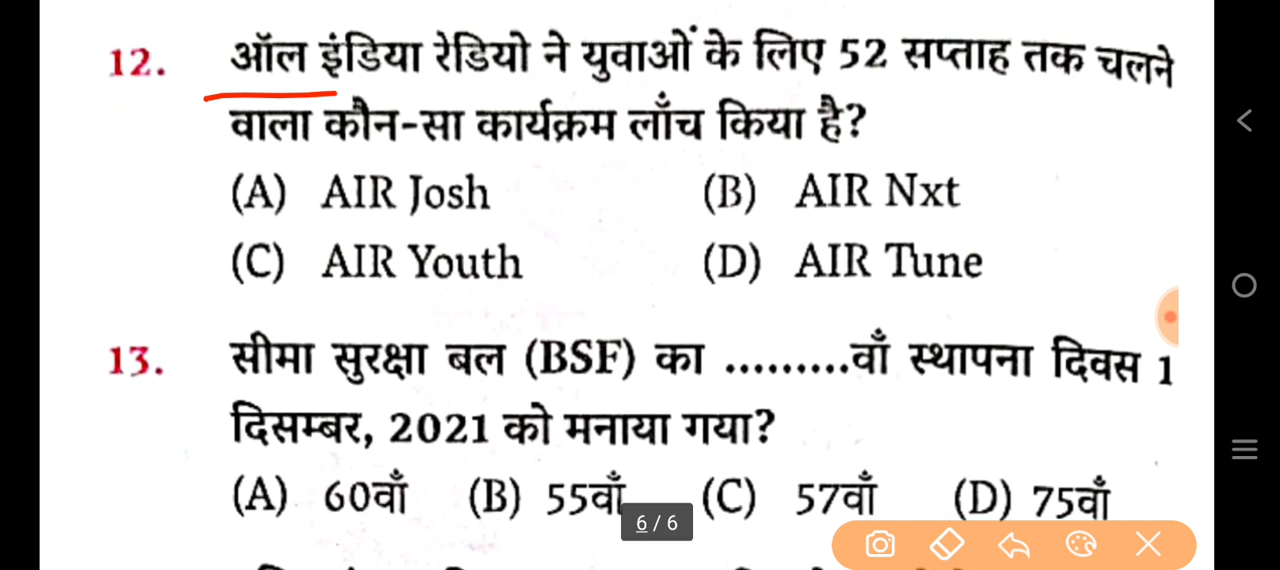 12. ऑल इंडिया रेडियो ने युवाओं के लिए 52 सप्ताह तक चलने
वाला कौन-सा कार्यक्रम लाँच किया है?
(A) AIR Josh (B) AIR Nxt
(C) AIR Youth (D) AIR Tune
13. सीमा सुरक्षा बल (BSF) का .........वाँ स्थापना दिवस 1
दिसम्बर, 2021 को मनाया गया?
(A) 60वाँ (B) 55वाँ (C) 57वाँ (D) 75वाँ
6 / 6